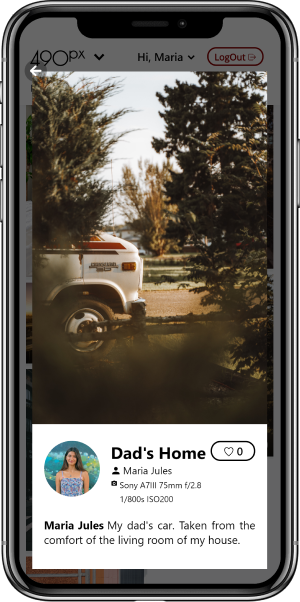 490px
Hi, Maria
LogOut
Dad's Home
0
Maria Jules
Sony A7III 75mm f/2.8
1/800s ISO200
Maria Jules My dad's car. Taken from the
comfort of the living room of my house.